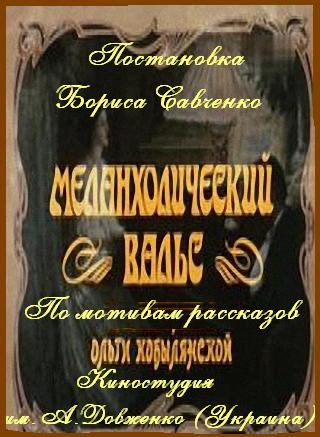 Постановка
Бориса Савченко
МЕЛАНХОЛИЧЕСКИЙ
ВАЛЬС
По мотивам рассказов
ОЛЬГИ КОБЫЛЯНСКОЙ
Киностудия
им. А.Довженко (Украина)